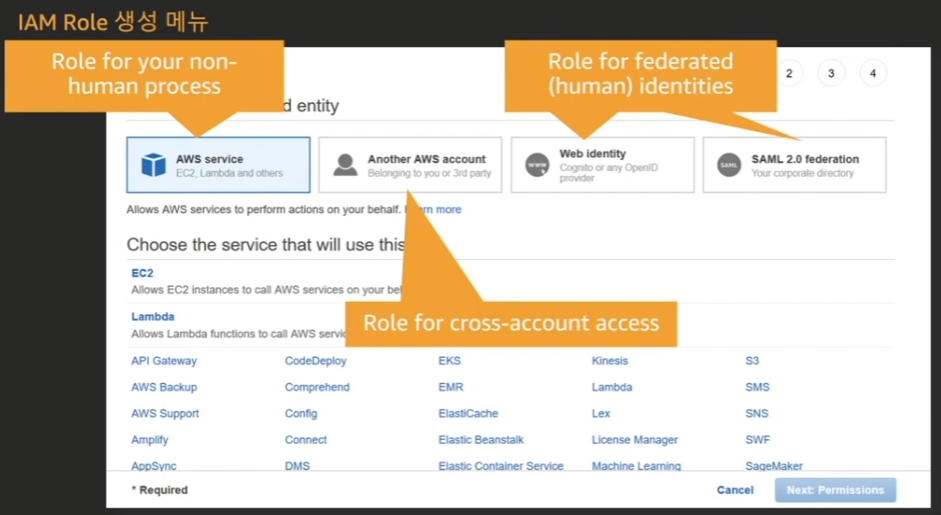 IAM Role 생성 메뉴
Role for your non-
human process
Role for federated
(human) identities
2 3 4
d entity
AWS service
EC2, Lambda and others
Another AWS account
Belonging to you or 3rd party
www
Web identity
Cognito or any OpenID
provider
SAML
SAML 2.0 federation
Your corporate directory
Allows AWS services to perform actions on your behalf. rn more
Choose the service that will use this
EC2
Allows EC2 instances to call AWS services on your beh
Lambda
Allows Lambda functions to call AWS servic
Role for cross-account access
API Gateway CodeDeploy EKS Kinesis S3
AWS Backup Comprehend EMR Lambda SMS
AWS Support Config ElastiCache Lex SNS
Amplify Connect Elastic Beanstalk License Manager SWF
AppSync DMS Elastic Container Service Machine Learning SageMaker
* Required Cancel Next: Permissions